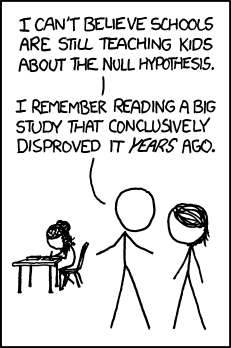 I CAN'T BELIEVE SCHOOLS
ARE STILL TEACHING KIDS
ABOUT THE NULL HYPOTHESIS.
I REMEMBER READING A BIG
STUDY THAT CONCLUSIVELY
DISPROVED IT YEARS AGO.